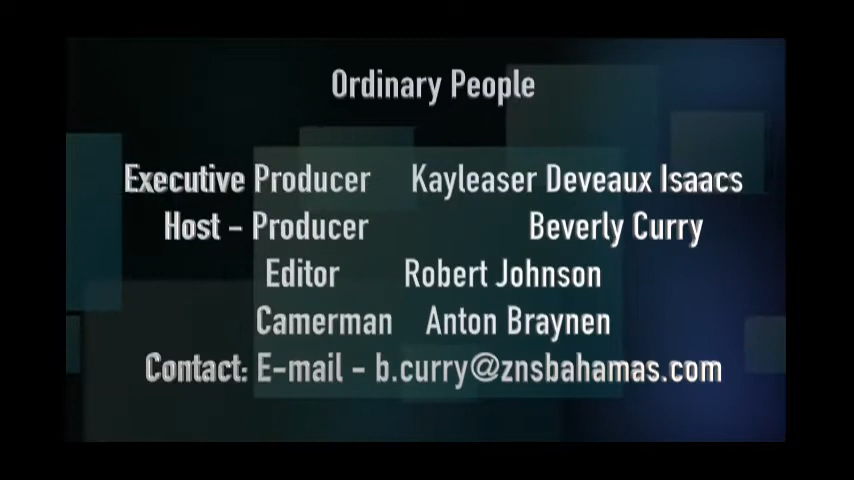 Ordinary People
Executive Producer Kayleaser Deveaux Isaacs
Host - Producer Beverly Curry
Editor Robert Johnson
Camerman Anton Braynen
Contact: E-mail - b.curry@znsbahamas.com